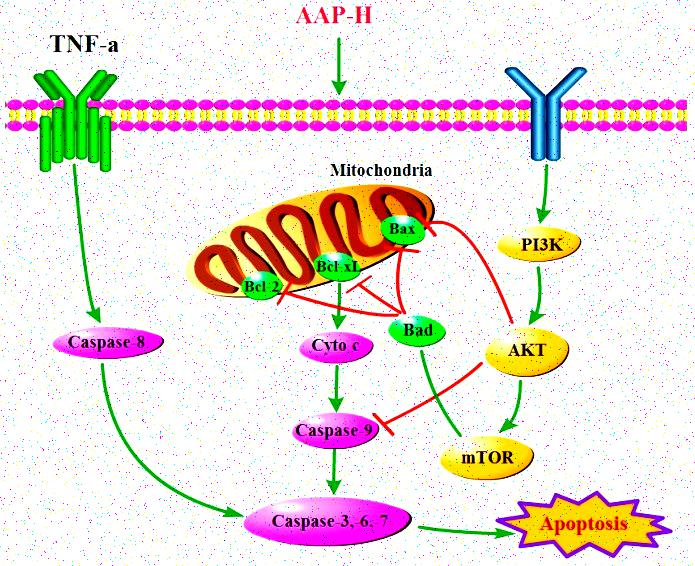 AAP-H
TNF-a
Mitochondria
Bax
PI3K
Bcl-xL
Bcl-2
Bad
Caspase-8
Cyto c
AKT
Caspase-9
mTOR
Caspase-3,-6, 7
Apoptosis